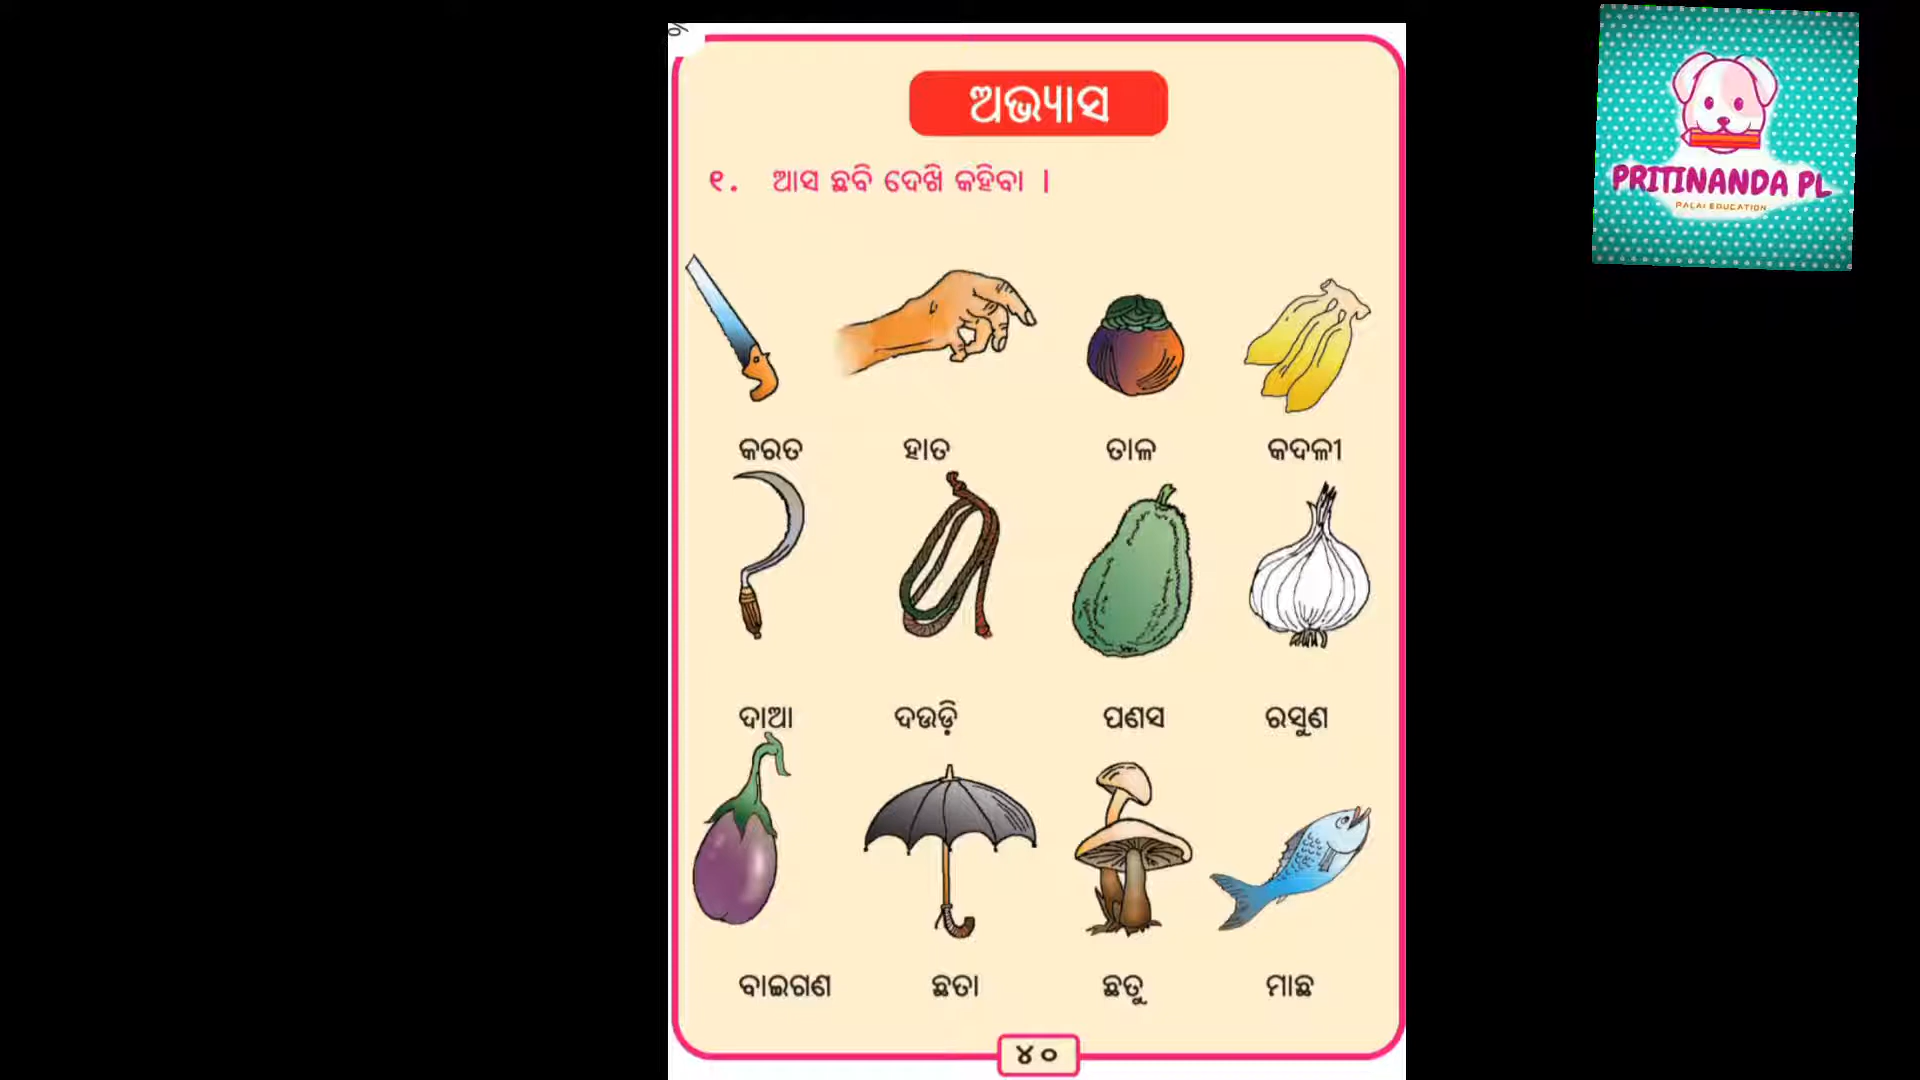 ଅଭ୍ୟାସ
୧. ଆସ ଛବି ଦେଖି କହିବା ।
କରତ ହାତ ତାଳ କଦଳୀ
ଦାଆ ଦଉଡ଼ି ପଣସ ରସୁଣ
ବାଇଗଣ ଛତା ଛତୁ ମାଛ
୪୦
PRITINANDA PL
PALAI EDUCATION